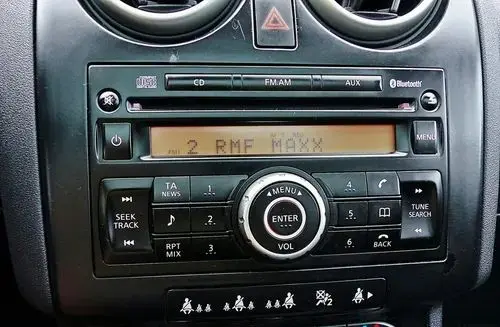 CD
FM·AM
AUX
Bluetooth
2 RMF MAXX
MENU
TA NEWS
1
2
RPT MIX
3
SEEK TRACK
MENU
ENTER
VOL
4
5
6
BACK
TUNE SEARCH